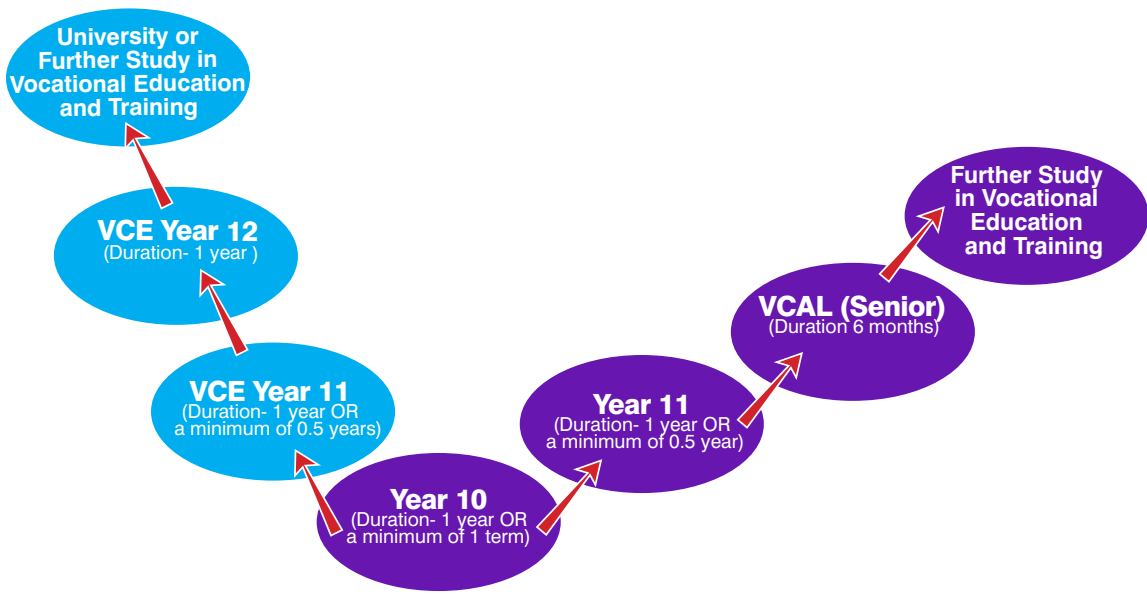 University or
Further Study in
Vocational Education
and Training
VCE Year 12
(Duration- 1 year )
VCE Year 11
(Duration- 1 year OR
a minimum of 0.5 years)
Year 10
(Duration- 1 year OR
a minimum of 1 term)
Year 11
(Duration- 1 year OR
a minimum of 0.5 year)
VCAL (Senior)
(Duration 6 months)
Further Study
in Vocational
Education
and Training